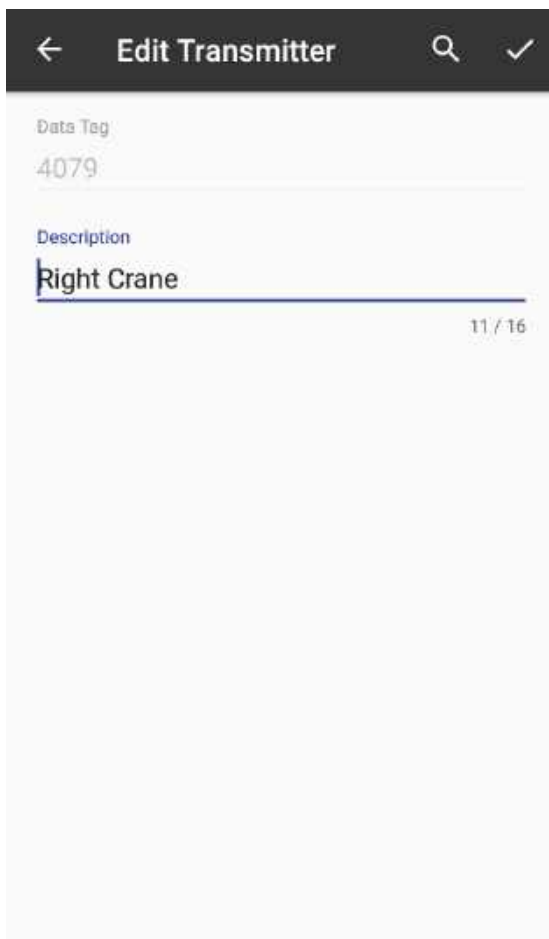 Edit Transmitter
Data Tag
4079
Description
Right Crane
11 / 16